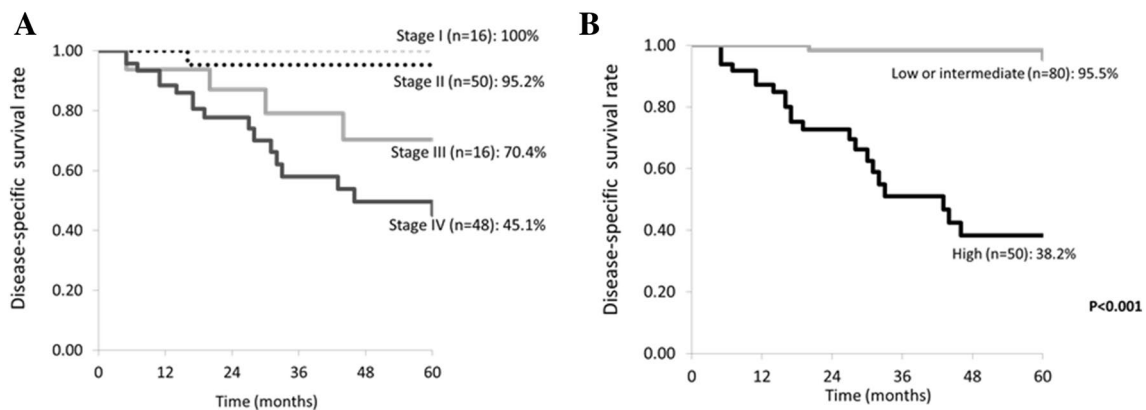 A
Disease-specific survival rate
1.00
0.80
0.60
0.40
0.20
0.00
Stage I (n=16): 100%
Stage II (n=50): 95.2%
Stage III (n=16): 70.4%
Stage IV (n=48): 45.1%
0 12 24 36 48 60
Time (months)
B
Disease-specific survival rate
1.00
0.80
0.60
0.40
0.20
0.00
Low or intermediate (n=80): 95.5%
High (n=50): 38.2%
P<0.001
0 12 24 36 48 60
Time (months)